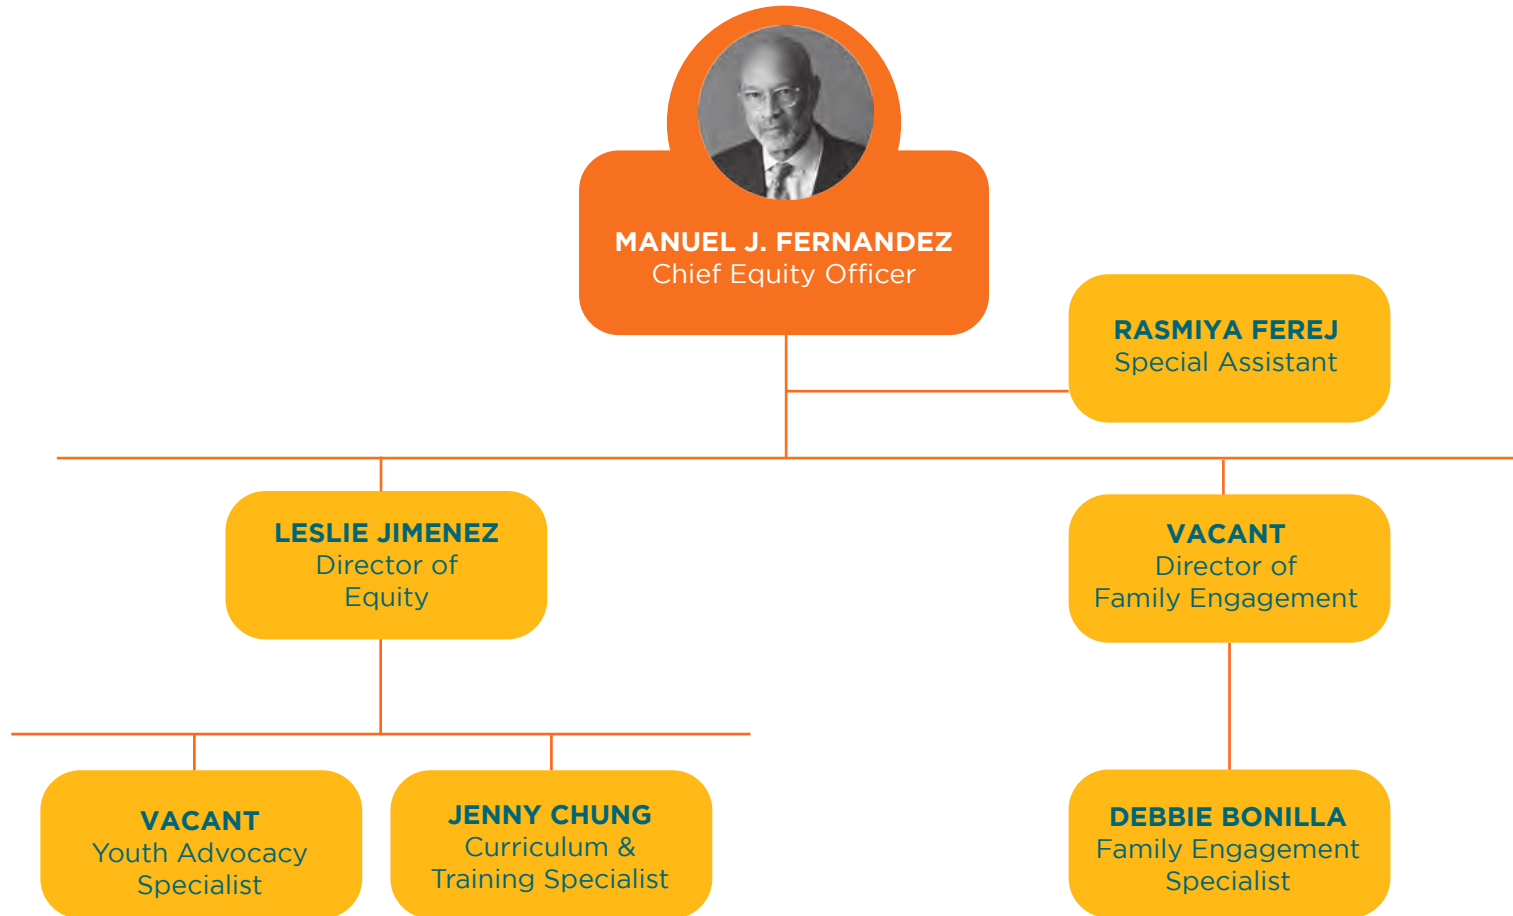 MANUEL J. FERNANDEZ
Chief Equity Officer
RASMIYA FEREJ
Special Assistant
LESLIE JIMENEZ
Director of
Equity
VACANT
Director of
Family Engagement
VACANT
Youth Advocacy
Specialist
JENNY CHUNG
Curriculum &
Training Specialist
DEBBIE BONILLA
Family Engagement
Specialist